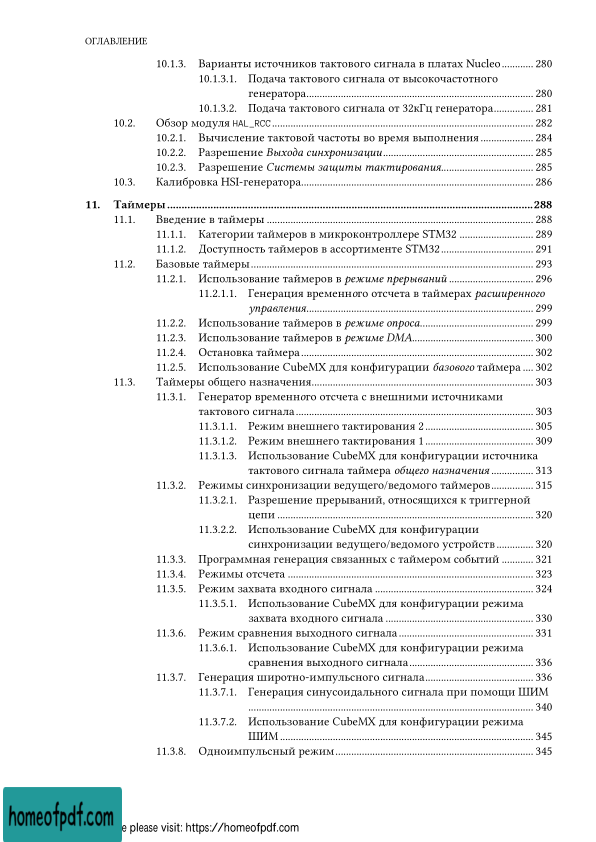 ОГЛАВЛЕНИЕ
10.1.3. Варианты источников тактового сигнала в платах Nucleo............ 280
10.1.3.1. Подача тактового сигнала от высокочастотного
генератора.................................................................................... 280
10.1.3.2. Подача тактового сигнала от 32кГц генератора............... 281
10.2. Обзор модуля HAL_RCC............................................................ 282
10.2.1. Вычисление тактовой частоты во время выполнения ................... 284
10.2.2. Разрешение Выхода синхронизации...................................................... 285
10.2.3. Разрешение Системы защиты тактирования................................. 285
10.3. Калибровка HSI-генератора.................................................................. 286
11. Таймеры ..................................................................................................... 288
11.1. Введение в таймеры .............................................................................. 288
11.1.1. Категории таймеров в микроконтроллере STM32 .......................... 289
11.1.2. Доступность таймеров в ассортименте STM32................................ 291
11.2. Базовые таймеры.................................................................................... 293
11.2.1. Использование таймеров в режиме прерываний ............................ 296
11.2.1.1. Генерация временного отсчета в таймерах расширенного
управления.................................................................................... 299
11.2.2. Использование таймеров в режиме опроса...................................... 299
11.2.3. Использование таймеров в режиме DMA......................................... 300
11.2.4. Остановка таймера.............................................................................. 302
11.2.5. Использование CubeMX для конфигурации базового таймера .... 302
11.3. Таймеры общего назначения................................................................ 303
11.3.1. Генератор временного отсчета с внешними источниками
тактового сигнала.................................................................................... 303
11.3.1.1. Режим внешнего тактирования 2....................................... 305
11.3.1.2. Режим внешнего тактирования 1....................................... 309
11.3.1.3. Использование CubeMX для конфигурации источника
тактового сигнала таймера общего назначения ................ 313
11.3.2. Режимы синхронизации ведущего/ведомого таймеров................ 315
11.3.2.1. Разрешение прерываний, относящихся к триггерной
цепи .............................................................................................. 320
11.3.2.2. Использование CubeMX для конфигурации
синхронизации ведущего/ведомого устройств ............. 320
11.3.3. Программная генерация связанных с таймером событий ............ 321
11.3.4. Режимы отсчета .................................................................................. 323
11.3.5. Режим захвата входного сигнала ...................................................... 324
11.3.5.1. Использование CubeMX для конфигурации режима
захвата входного сигнала .................................................... 330
11.3.6. Режим сравнения выходного сигнала............................................... 331
11.3.6.1. Использование CubeMX для конфигурации режима
сравнения выходного сигнала............................................. 336
11.3.7. Генерация широтно-импульсного сигнала...................................... 336
11.3.7.1. Генерация синусоидального сигнала при помощи ШИМ
...................................................................................................... 340
11.3.7.2. Использование CubeMX для конфигурации режима
ШИМ............................................................................................. 345
11.3.8. Одноимпульсный режим.................................................................... 345
homeofpdf.com
e please visit: https://homeofpdf.com